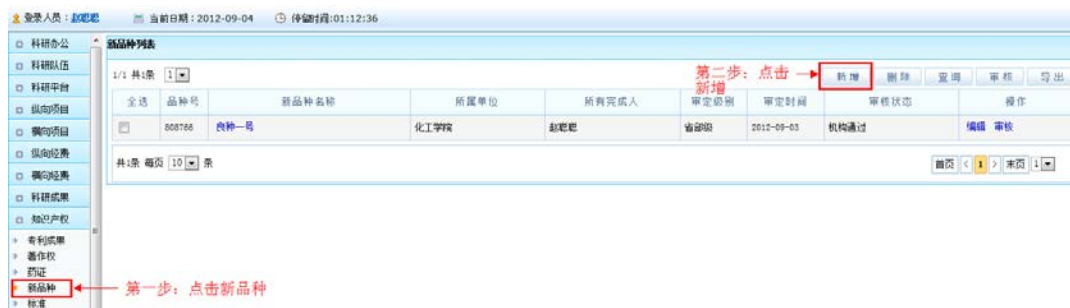 登录人员：赵聪聪 当前日期：2012-09-04 停留时间:01:12:36
科研办公
科研队伍
科研平台
纵向项目
横向项目
纵向经费
横向经费
科研成果
知识产权
专利成果
著作权
药证
新品种
标准
新品种列表
1/1 共1条 1
第二步：点击新增
新增 删除 查询 审核 导出
全选 品种号 新品种名称 所属单位 所有完成人 审定级别 审定时间 审核状态 操作
808766 良种一号 化工学院 赵聪聪 省部级 2012-09-03 机构通过 编辑 审核
共1条 每页 10 条
首页 < 1 > 末页 1
第一步：点击新品种